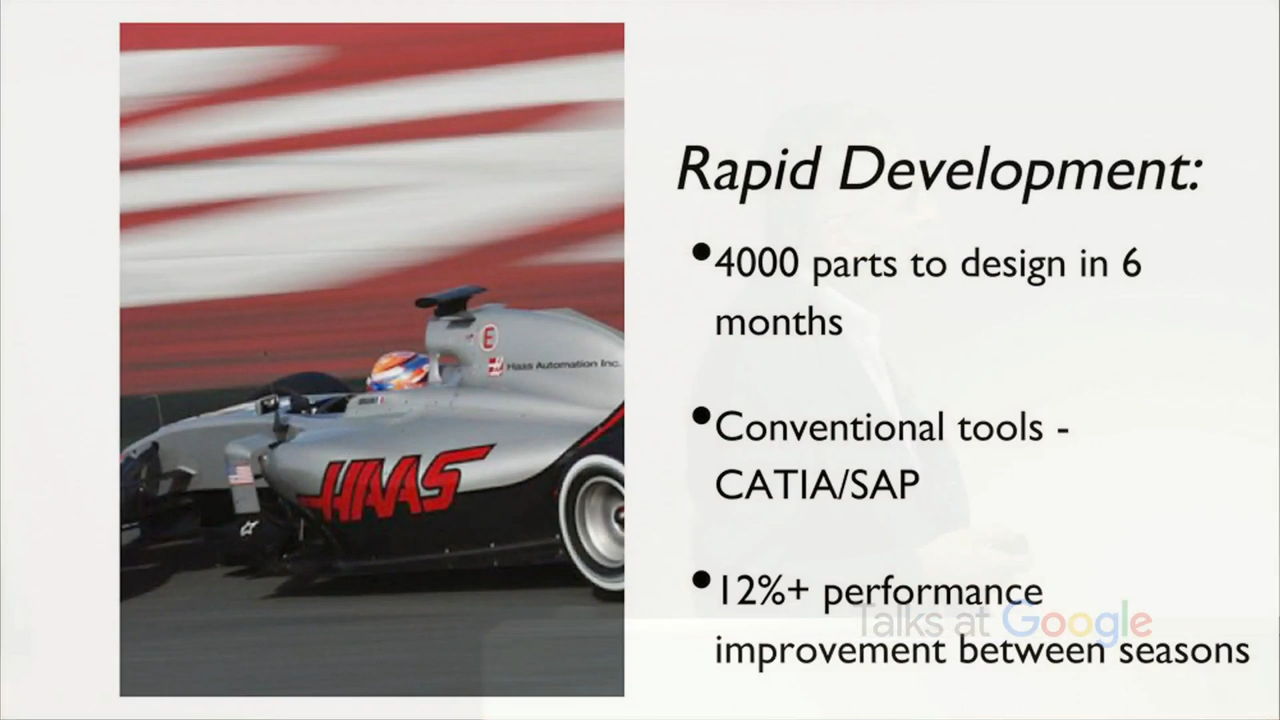 Rapid Development:
•4000 parts to design in 6
months
•Conventional tools -
CATIA/SAP
•12%+ performance
improvement between seasons
Talks at Google
Haas Automation Inc.
HAAS